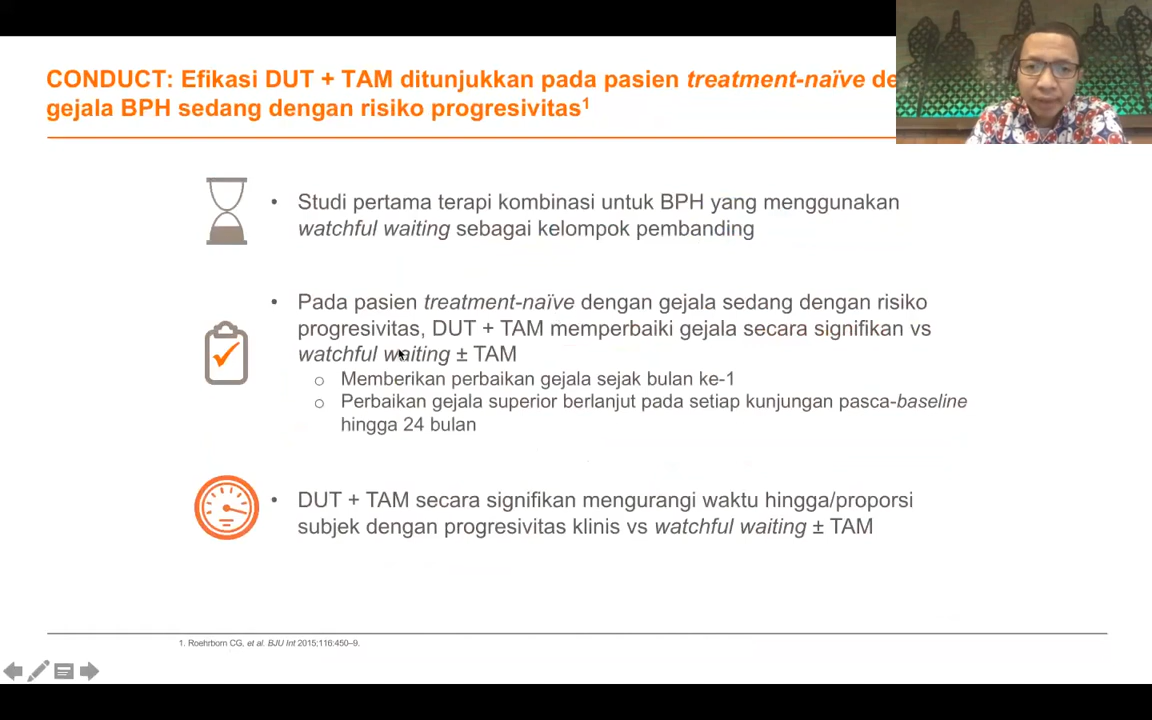 CONDUCT: Efikasi DUT + TAM ditunjukkan pada pasien treatment-naïve de
gejala BPH sedang dengan risiko progresivitas¹
• Studi pertama terapi kombinasi untuk BPH yang menggunakan
watchful waiting sebagai kelompok pembanding
• Pada pasien treatment-naïve dengan gejala sedang dengan risiko
progresivitas, DUT + TAM memperbaiki gejala secara signifikan vs
watchful waiting ± TAM
o Memberikan perbaikan gejala sejak bulan ke-1
o Perbaikan gejala superior berlanjut pada setiap kunjungan pasca-baseline
hingga 24 bulan
• DUT + TAM secara signifikan mengurangi waktu hingga/proporsi
subjek dengan progresivitas klinis vs watchful waiting ± TAM
1. Roehrborn CG. et al. BJU Int 2015;116:450–9.